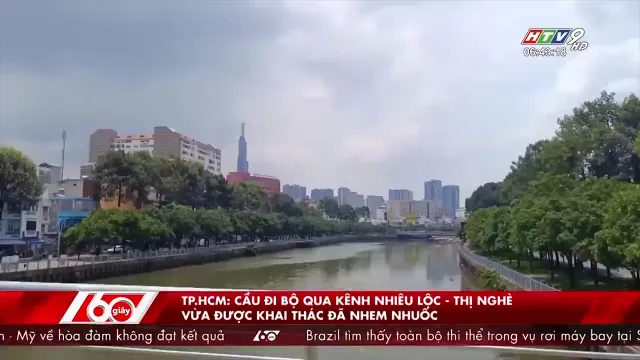 HTV9 HD
06:43:18
60 giây
TP.HCM: CẦU ĐI BỘ QUA KÊNH NHIÊU LỘC - THỊ NGHÈ
VỪA ĐƯỢC KHAI THÁC ĐÃ NHEM NHUỐC
n - Mỹ về hòa đàm không đạt kết quả Brazil tìm thấy toàn bộ thi thể trong vụ rơi máy bay tại S